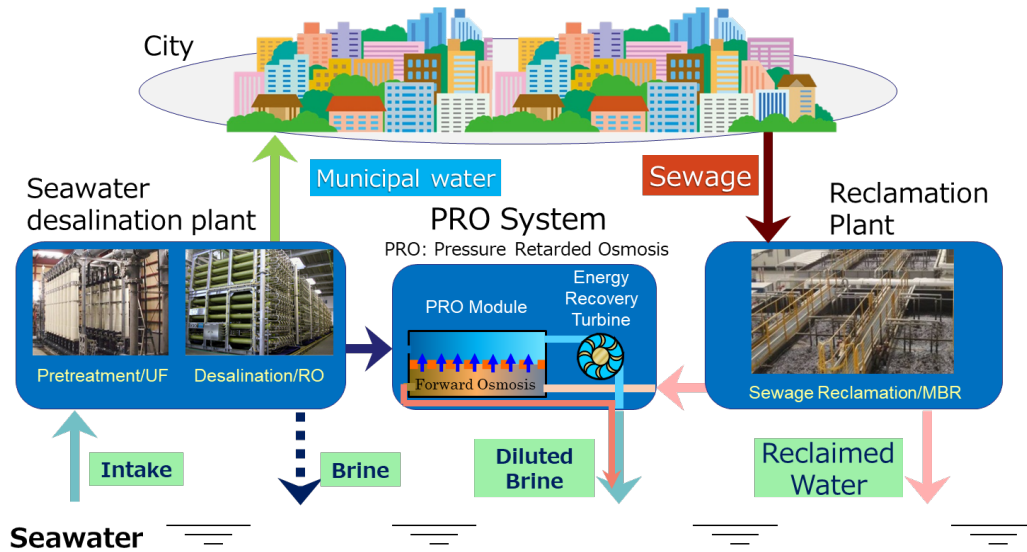 City
Municipal water
Sewage
Seawater
desalination plant
PRO System
PRO: Pressure Retarded Osmosis
Reclamation
Plant
PRO Module
Energy
Recovery
Turbine
Forward Osmosis
Pretreatment/UF
Desalination/RO
Sewage Reclamation/MBR
Intake
Brine
Diluted
Brine
Reclaimed
Water
Seawater